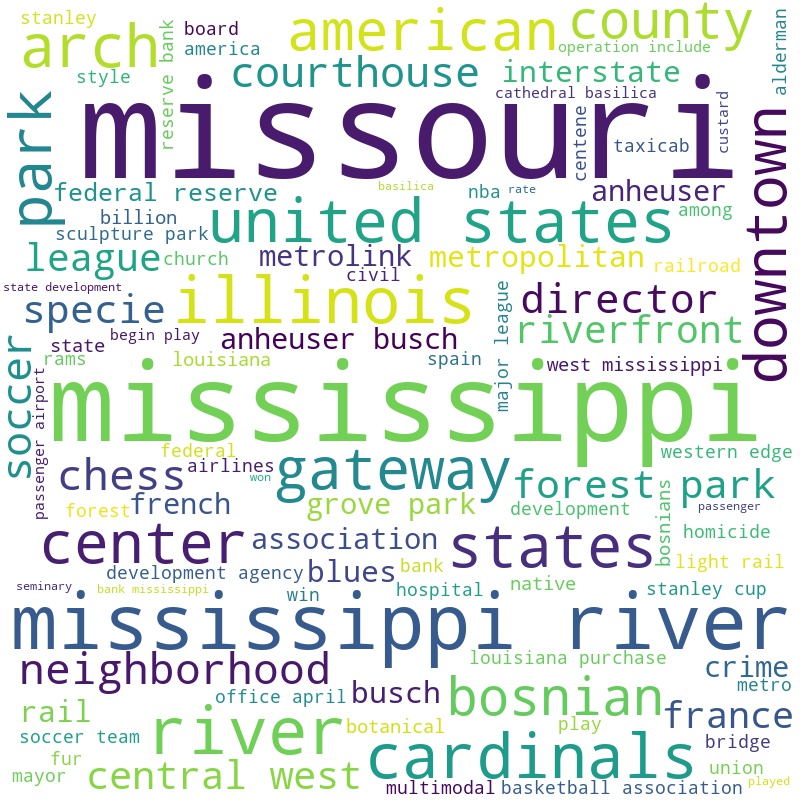 stanley
board
american
county
alderman
arch
reserve bank
america
operation include
style
courthouse
interstate
missouri
cathedral basilica
custard
centene
taxicab
park
downtown
federal reserve
basilica
nba
rate
anheuser
billion
united states
among
sculpture park
league
church
metrolink
metropolitan
railroad
civil
state development
illinois
specie
director
major league
begin play
anheuser busch
riverfront
state
soccer
rams
louisiana
spain
west mississippi
passenger airport
mississippi
federal
western edge
chess
airlines
won
gateway
forest park
forest
french
grove park
development
passenger
bosnians
homicide
center
association
states
development agency
blues
bank
light rail
seminary
bank mississippi
win
hospital
native
stanley cup
mississippi river
neighborhood
louisiana purchase
crime
metro
office april
busch
bosnian
rail
river
botanical
play
france
soccer team
cardinals
bridge
fur
union
mayor
central west
multimodal
basketball association
played